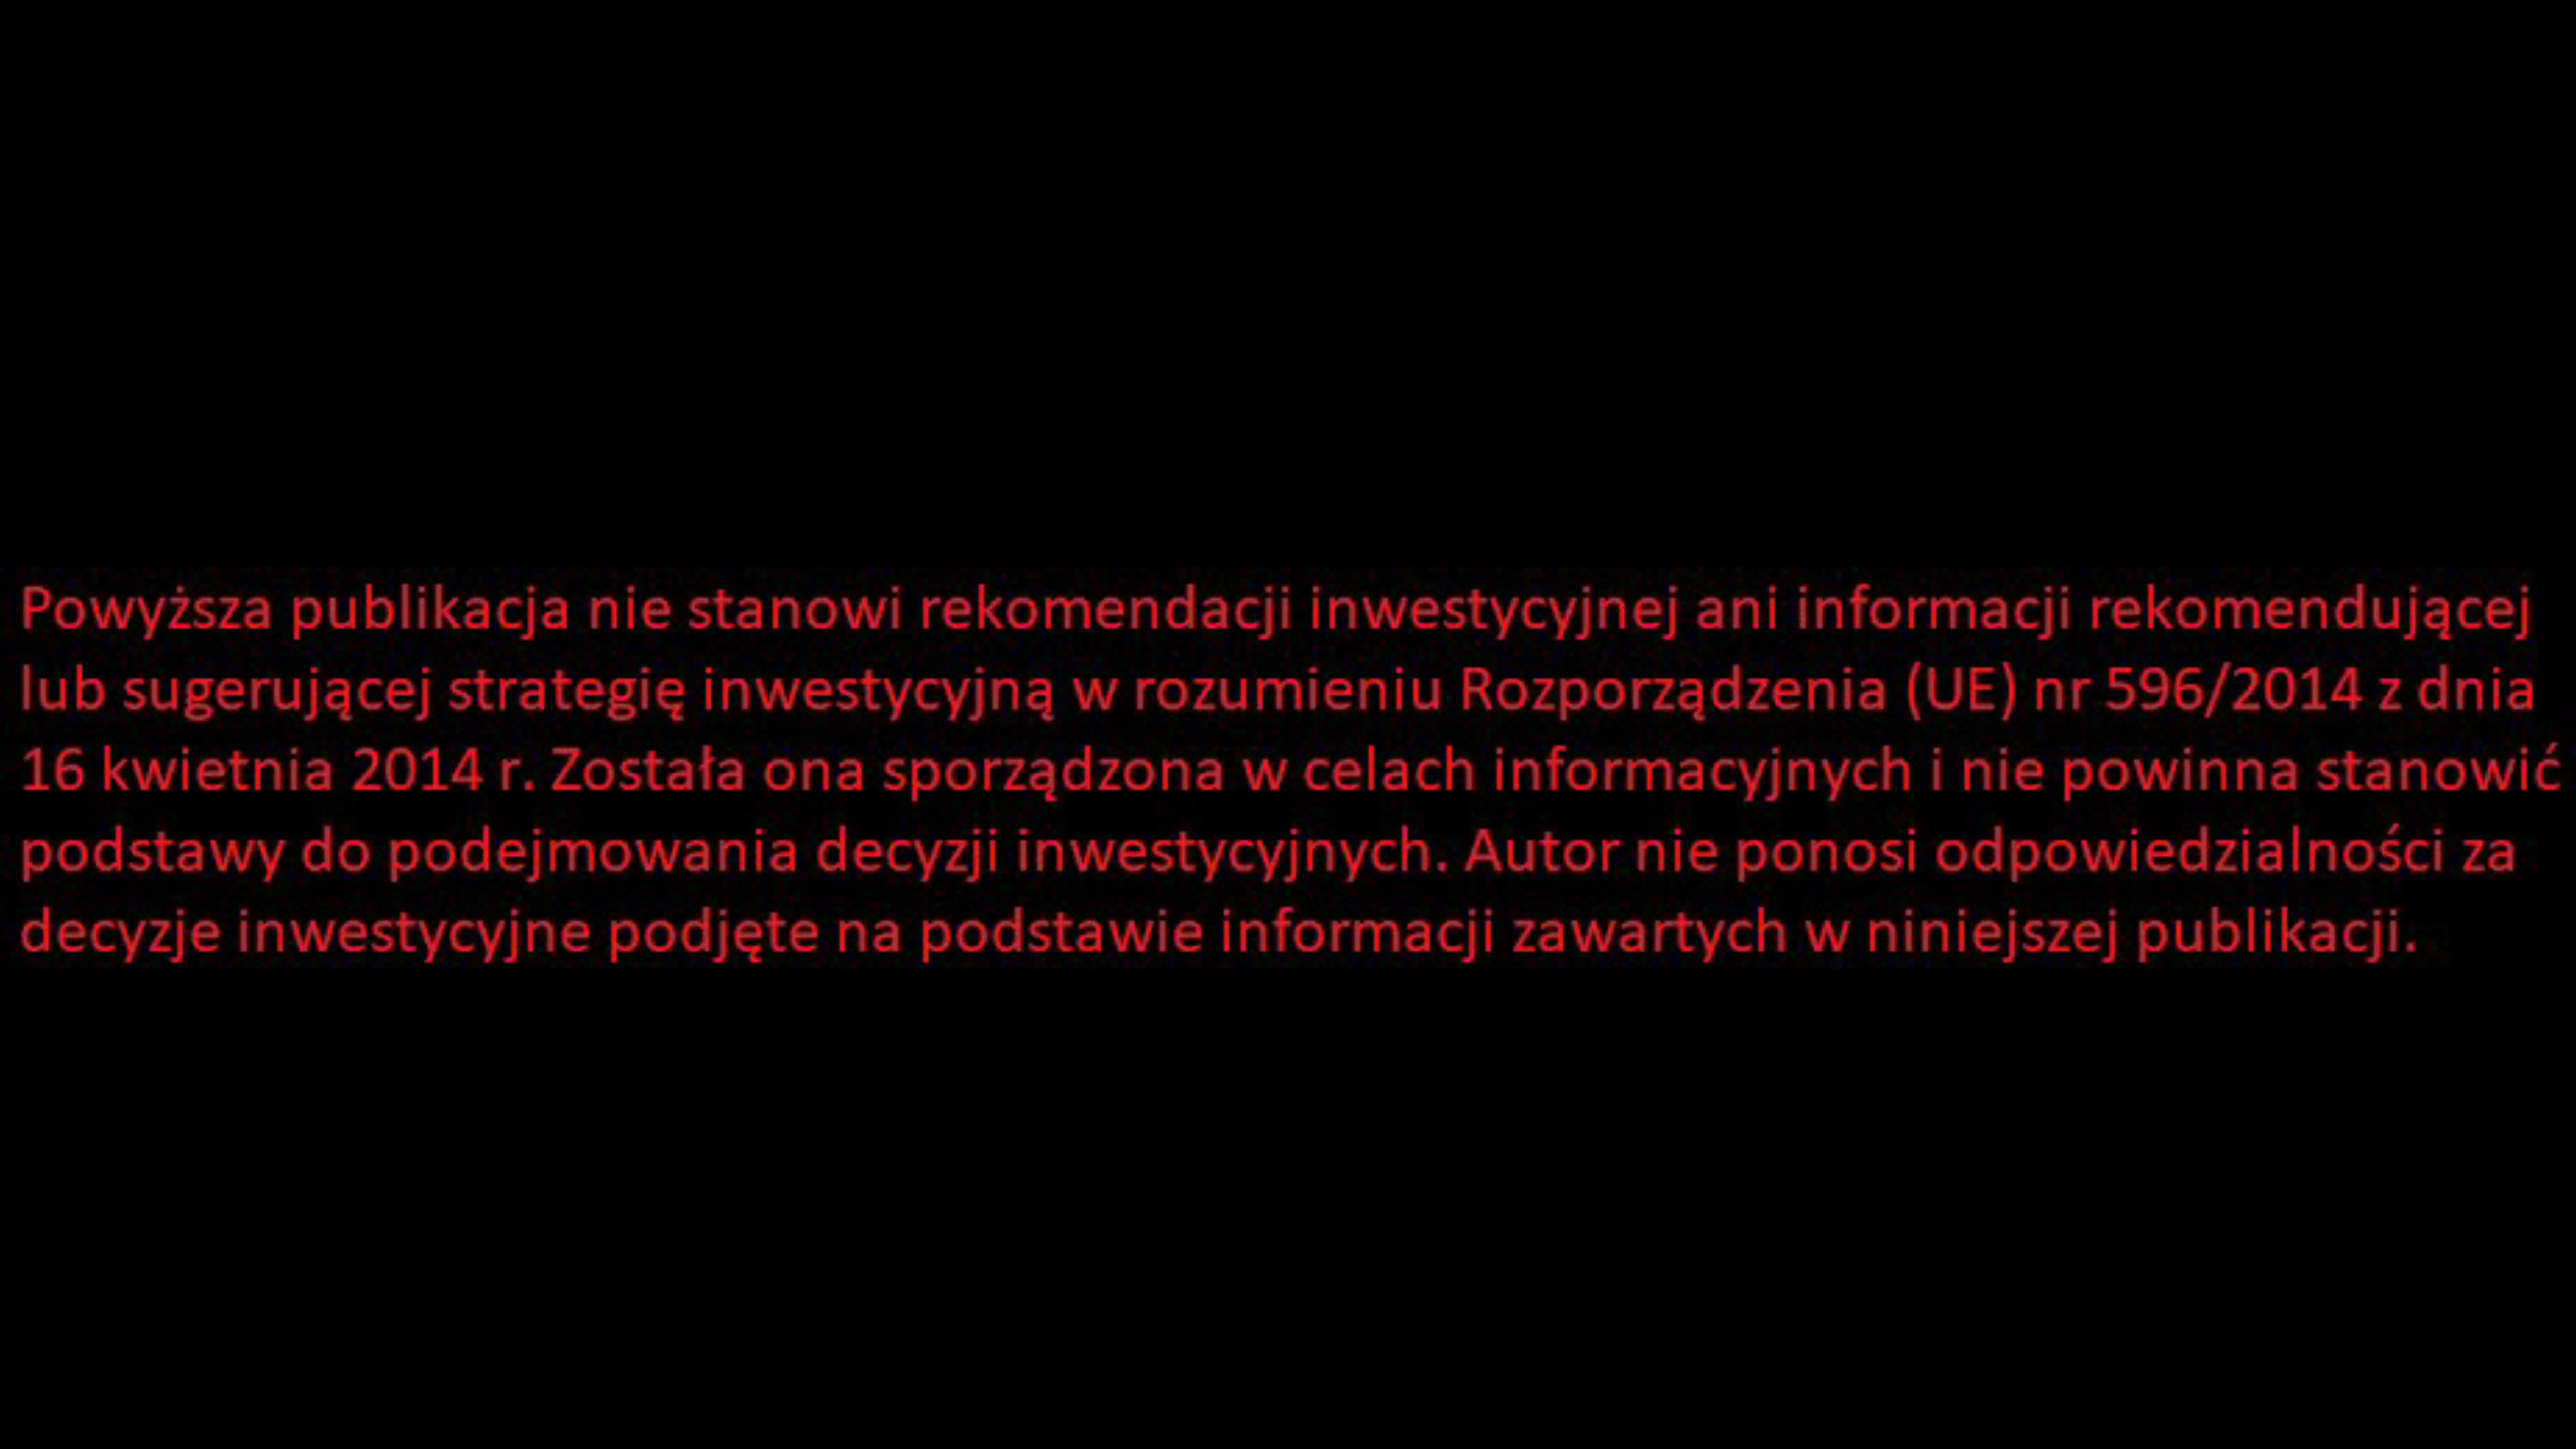 Powyższa publikacja nie stanowi rekomendacji inwestycyjnej ani informacji rekomendującej
lub sugerującej strategię inwestycyjną w rozumieniu Rozporządzenia (UE) nr 596/2014 z dnia
16 kwietnia 2014 r. Została ona sporządzona w celach informacyjnych i nie powinna stanowić
podstawy do podejmowania decyzji inwestycyjnych. Autor nie ponosi odpowiedzialności za
decyzje inwestycyjne podjęte na podstawie informacji zawartych w niniejszej publikacji.